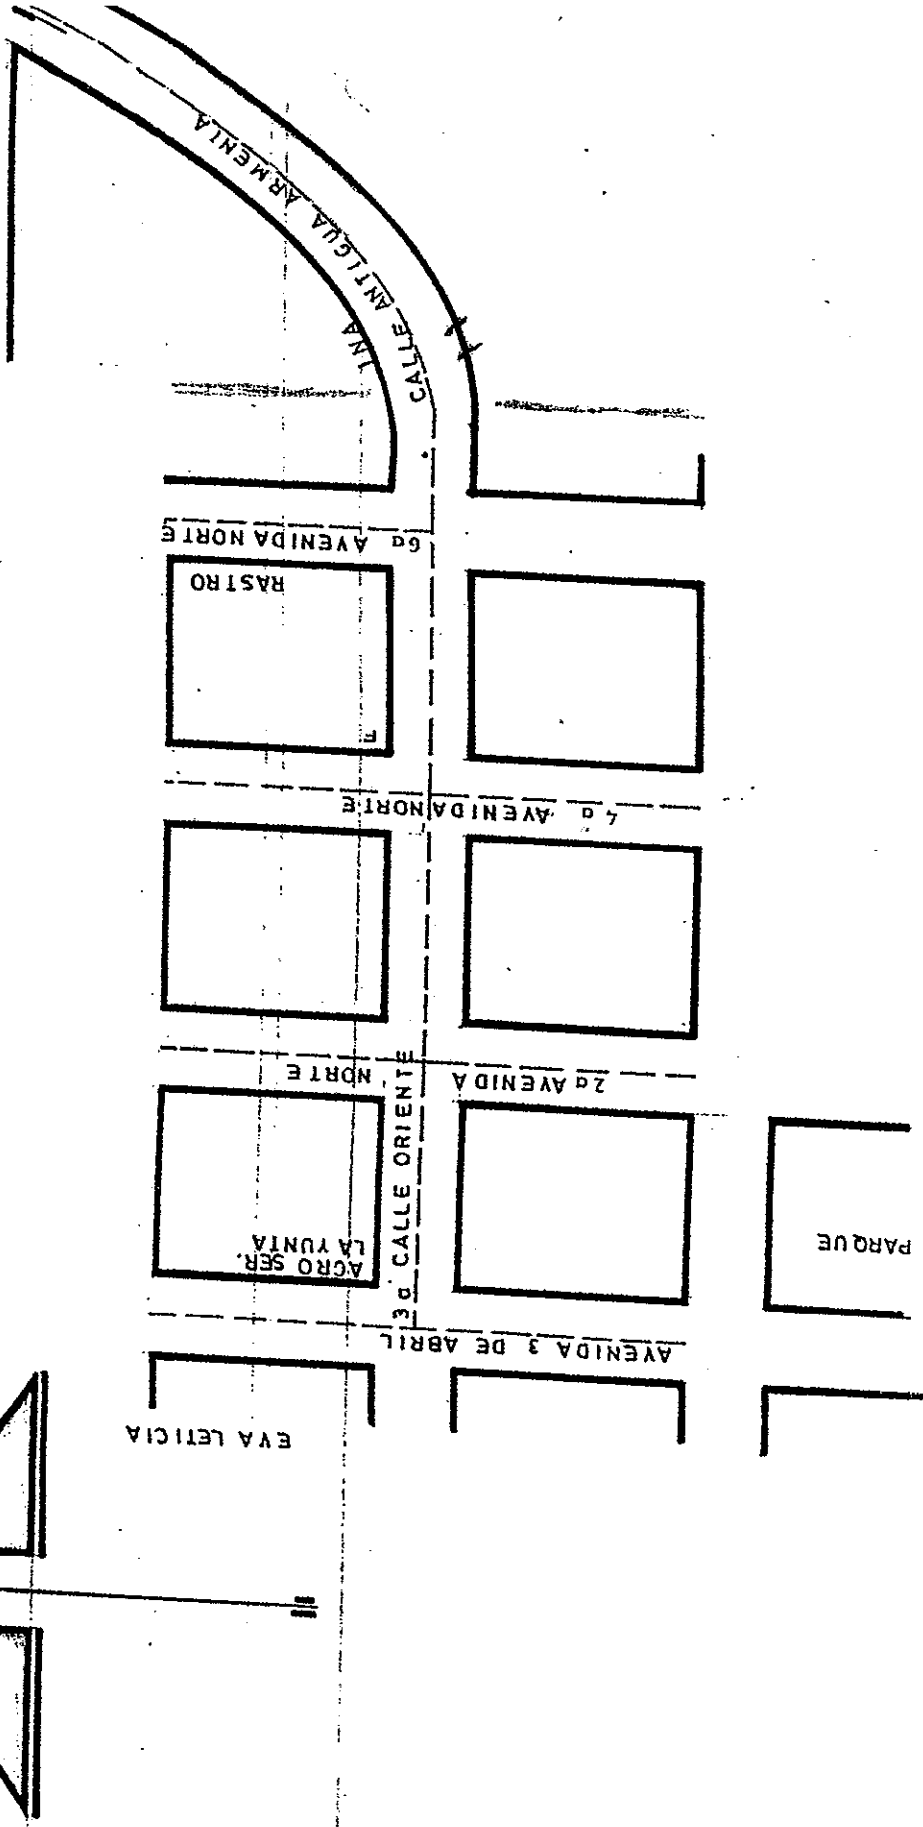 CALLE ANTIGUA ARMENIA
INA
6a AVENIDA NORTE
RASTRO
F
4a AVENIDA NORTE
2a AVENIDA NORTE
3a CALLE ORIENTE
AGRO SER.
LA YUNTA
PARQUE
AVENIDA 3 DE ABRIL
EVA LETICIA